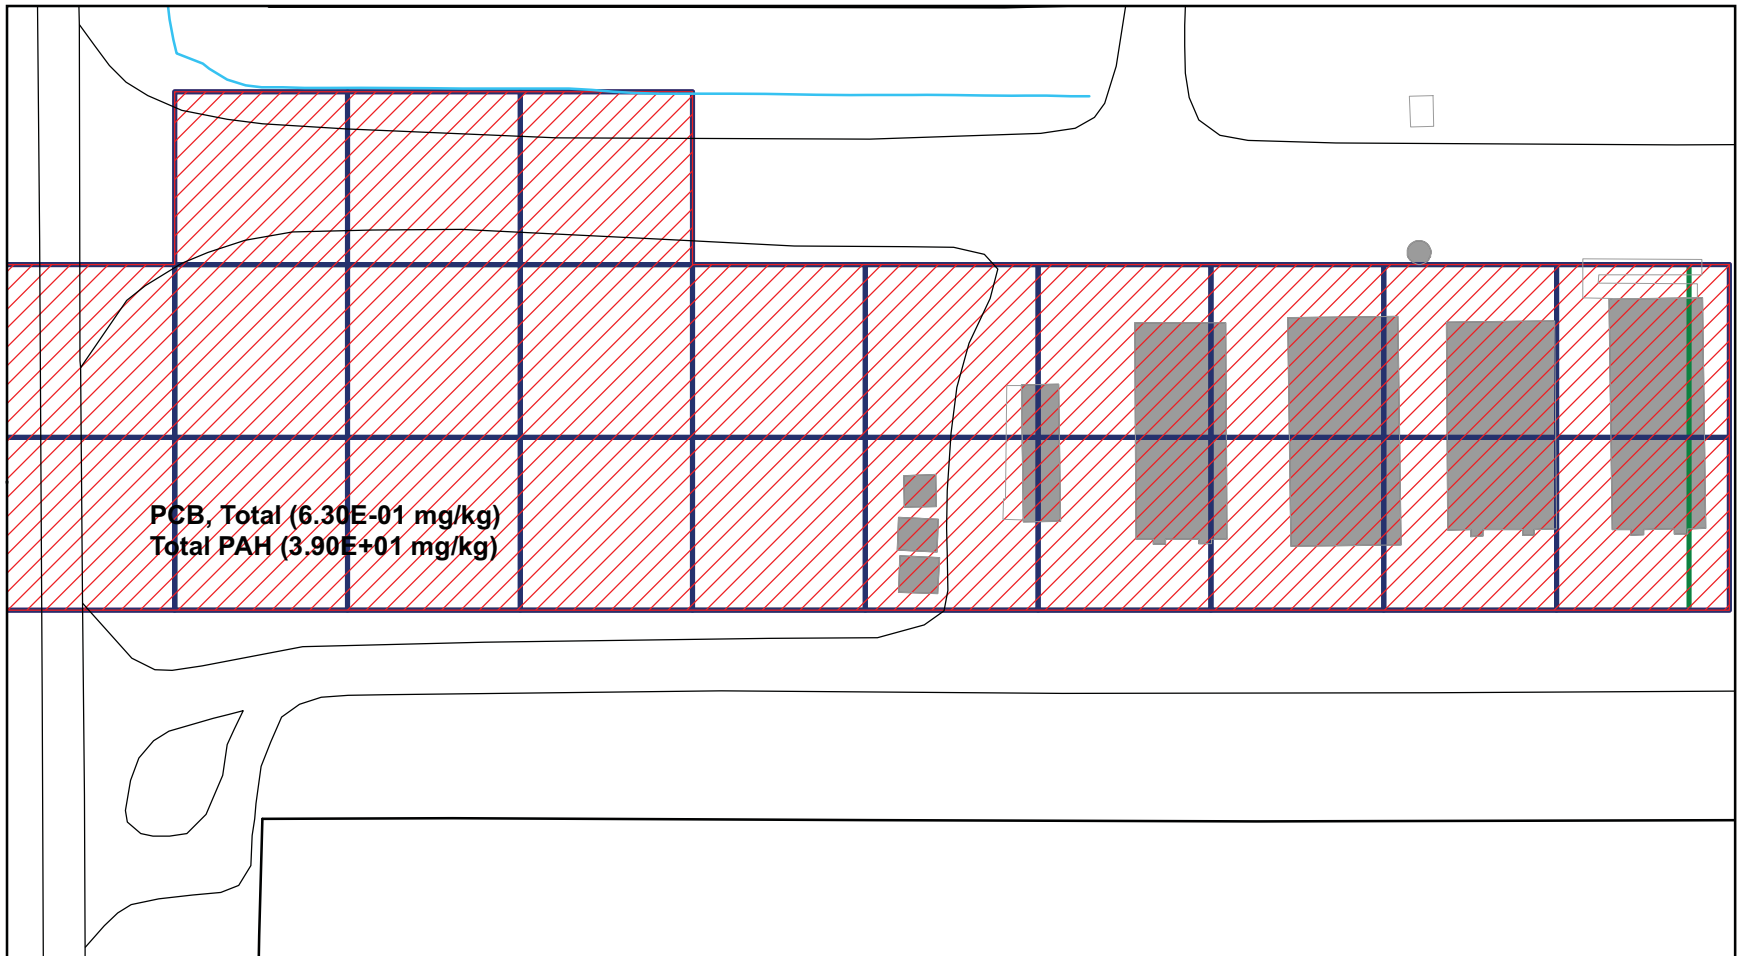 PCB, Total (6.30E-01 mg/kg)
Total PAH (3.90E+01 mg/kg)